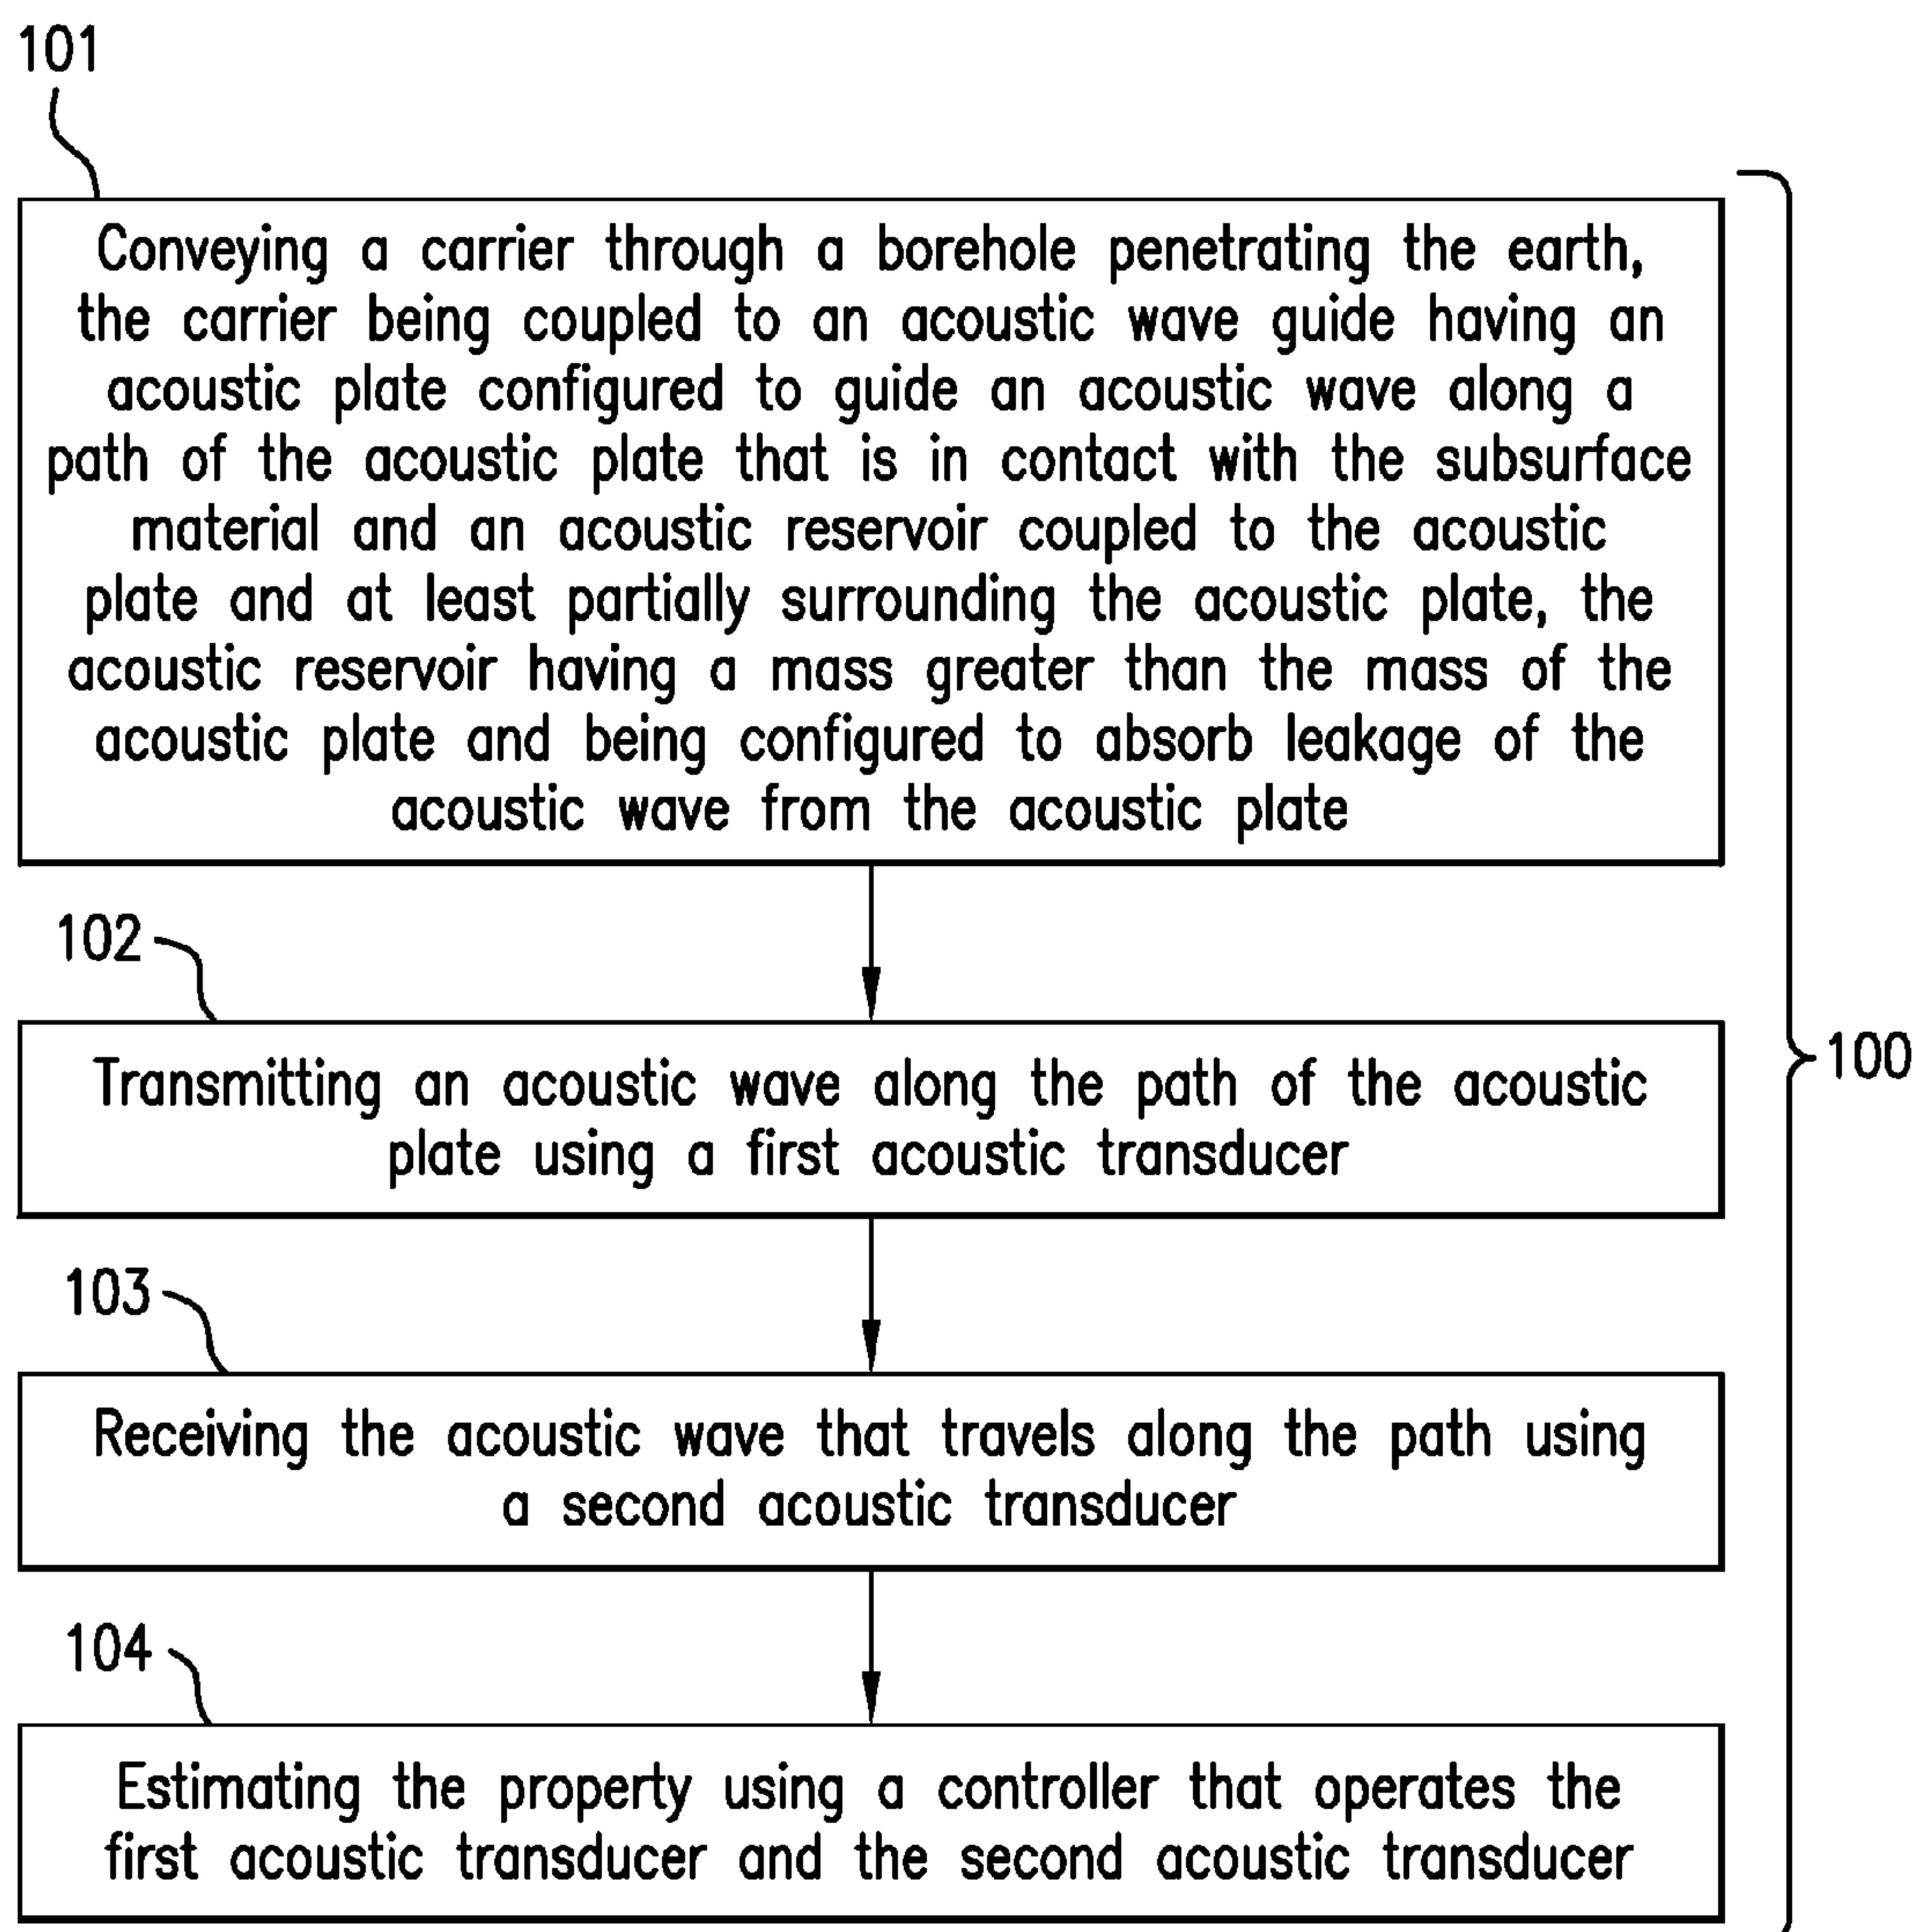 101
Conveying a carrier through a borehole penetrating the earth,
the carrier being coupled to an acoustic wave guide having an
acoustic plate configured to guide an acoustic wave along a
path of the acoustic plate that is in contact with the subsurface
material and an acoustic reservoir coupled to the acoustic
plate and at least partially surrounding the acoustic plate, the
acoustic reservoir having a mass greater than the mass of the
acoustic plate and being configured to absorb leakage of the
acoustic wave from the acoustic plate
102
Transmitting an acoustic wave along the path of the acoustic
plate using a first acoustic transducer
100
103
Receiving the acoustic wave that travels along the path using
a second acoustic transducer
104
Estimating the property using a controller that operates the
first acoustic transducer and the second acoustic transducer